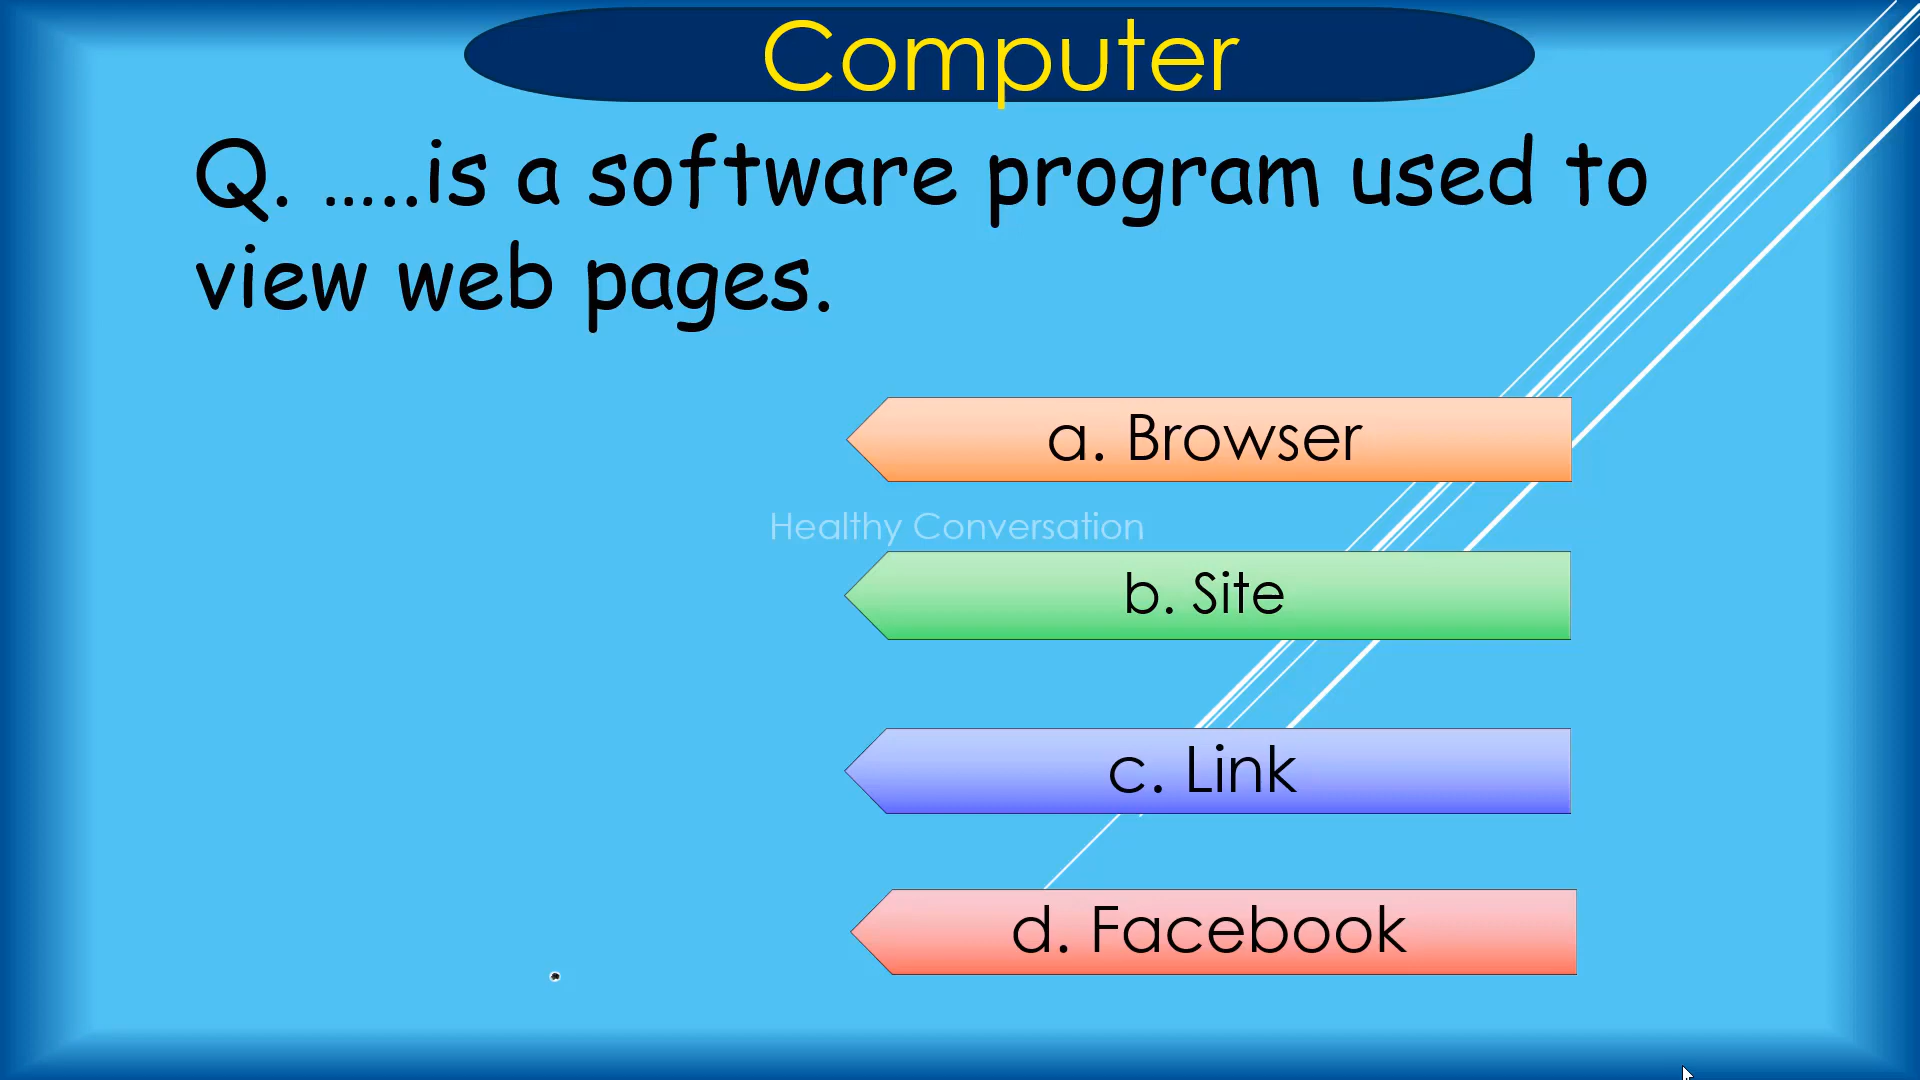 Computer
Q. .....is a software program used to
view web pages.
a. Browser
Healthy Conversation
b. Site
c. Link
d. Facebook